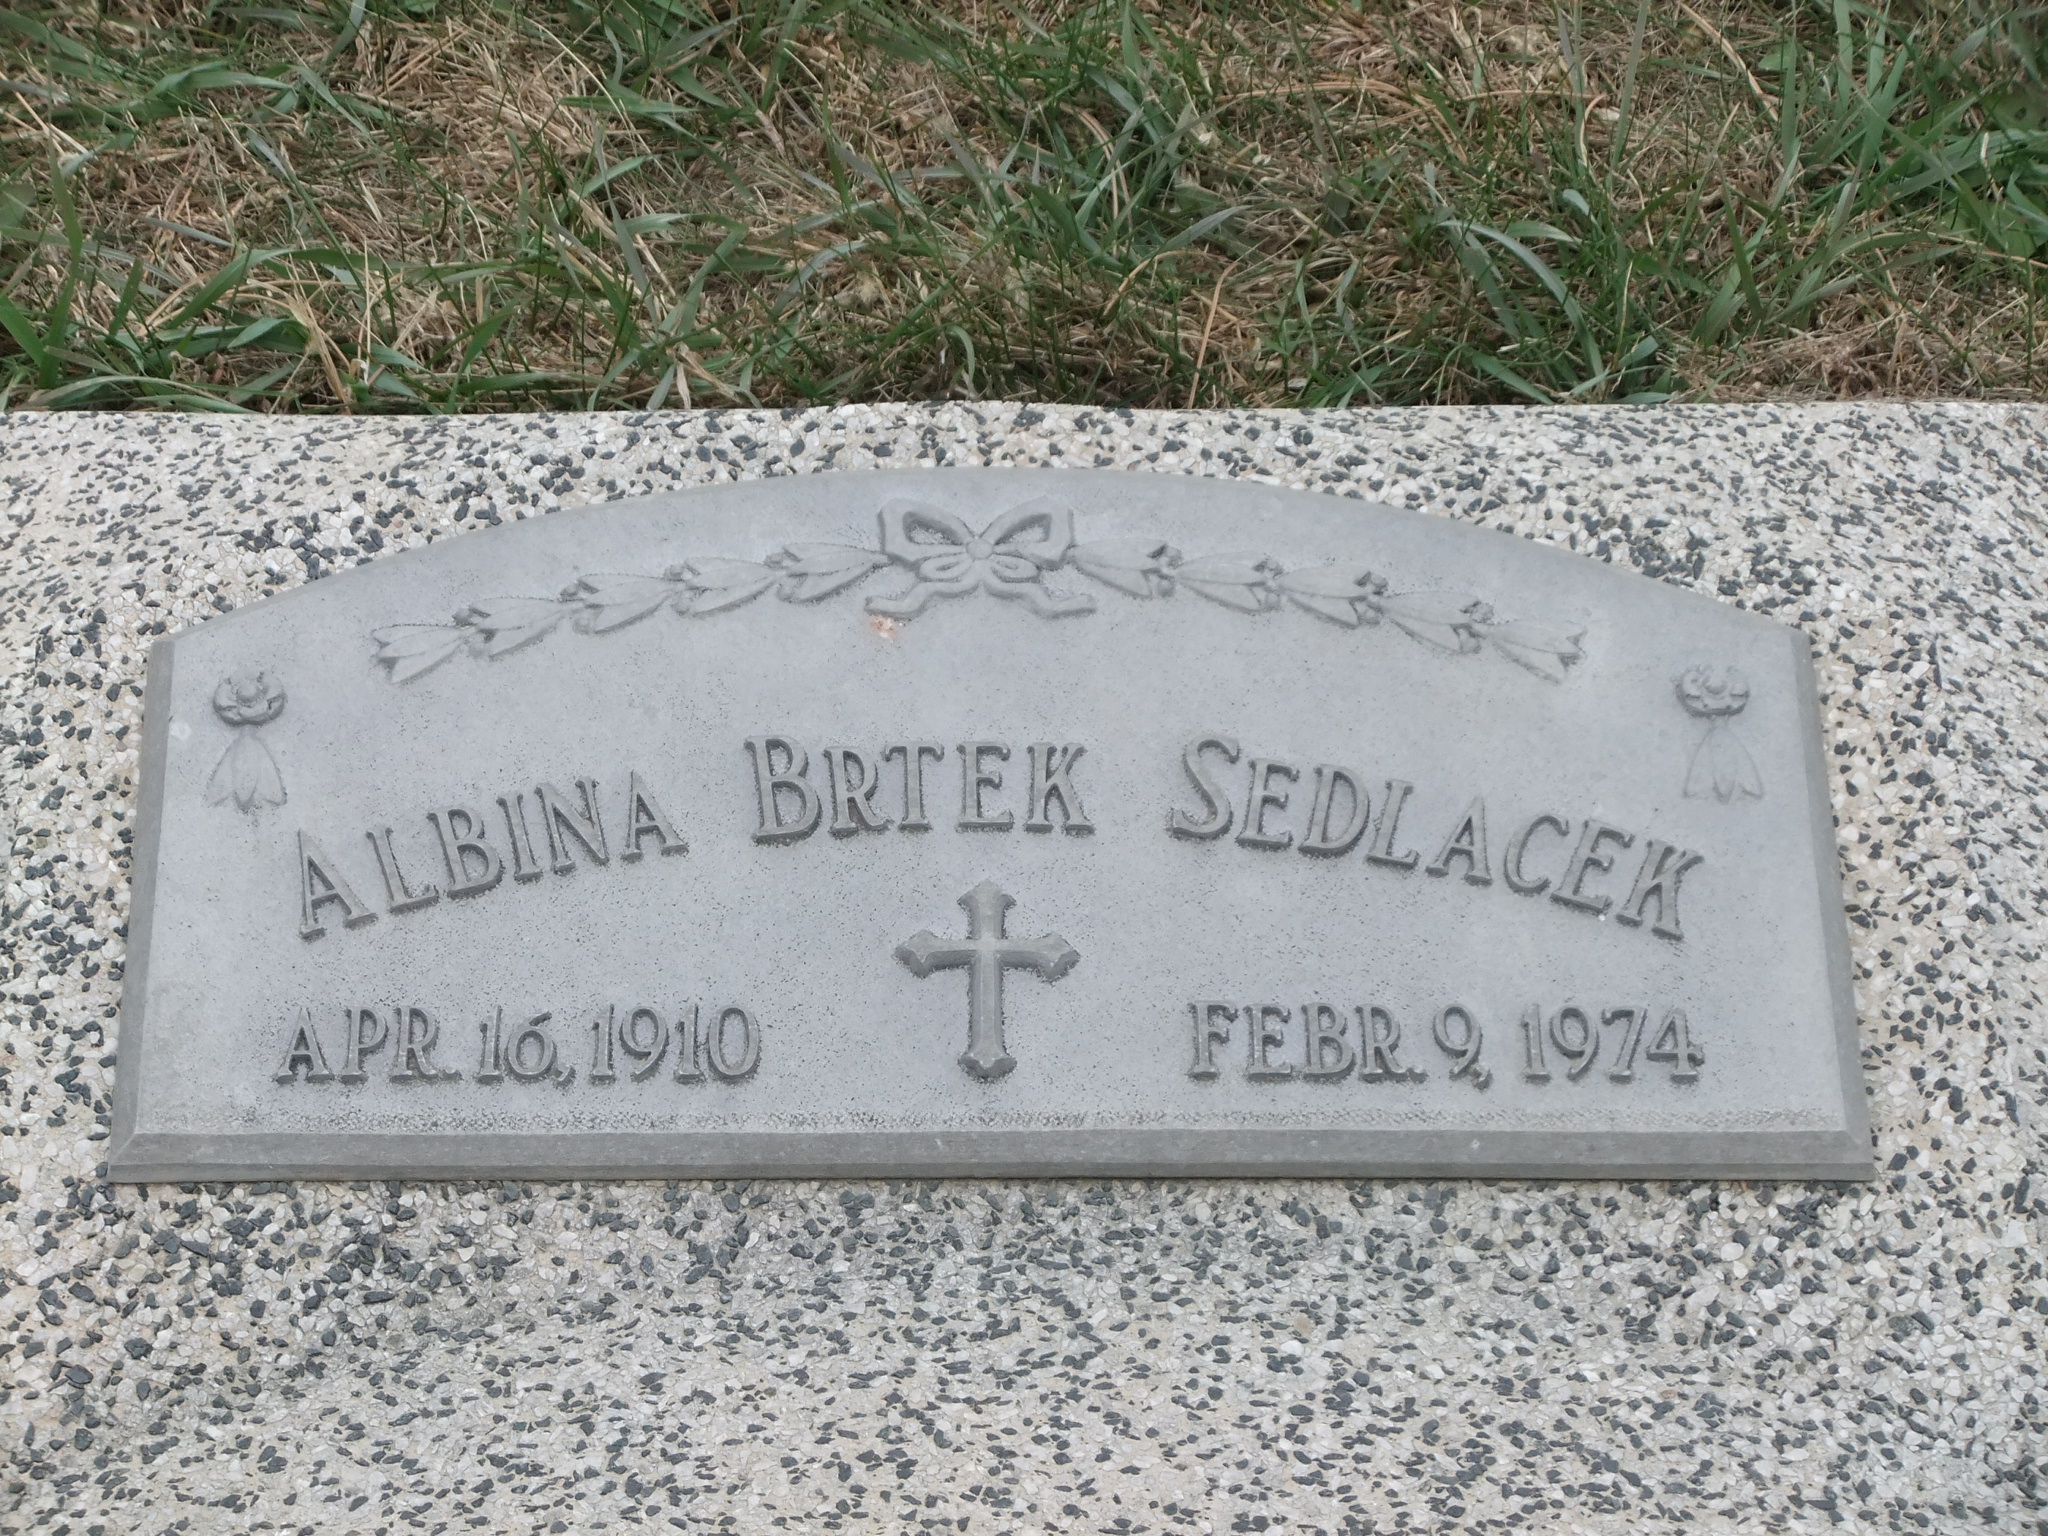 ALBINA BRTEK SEDLACEK
APR. 16, 1910 FEBR. 9, 1974